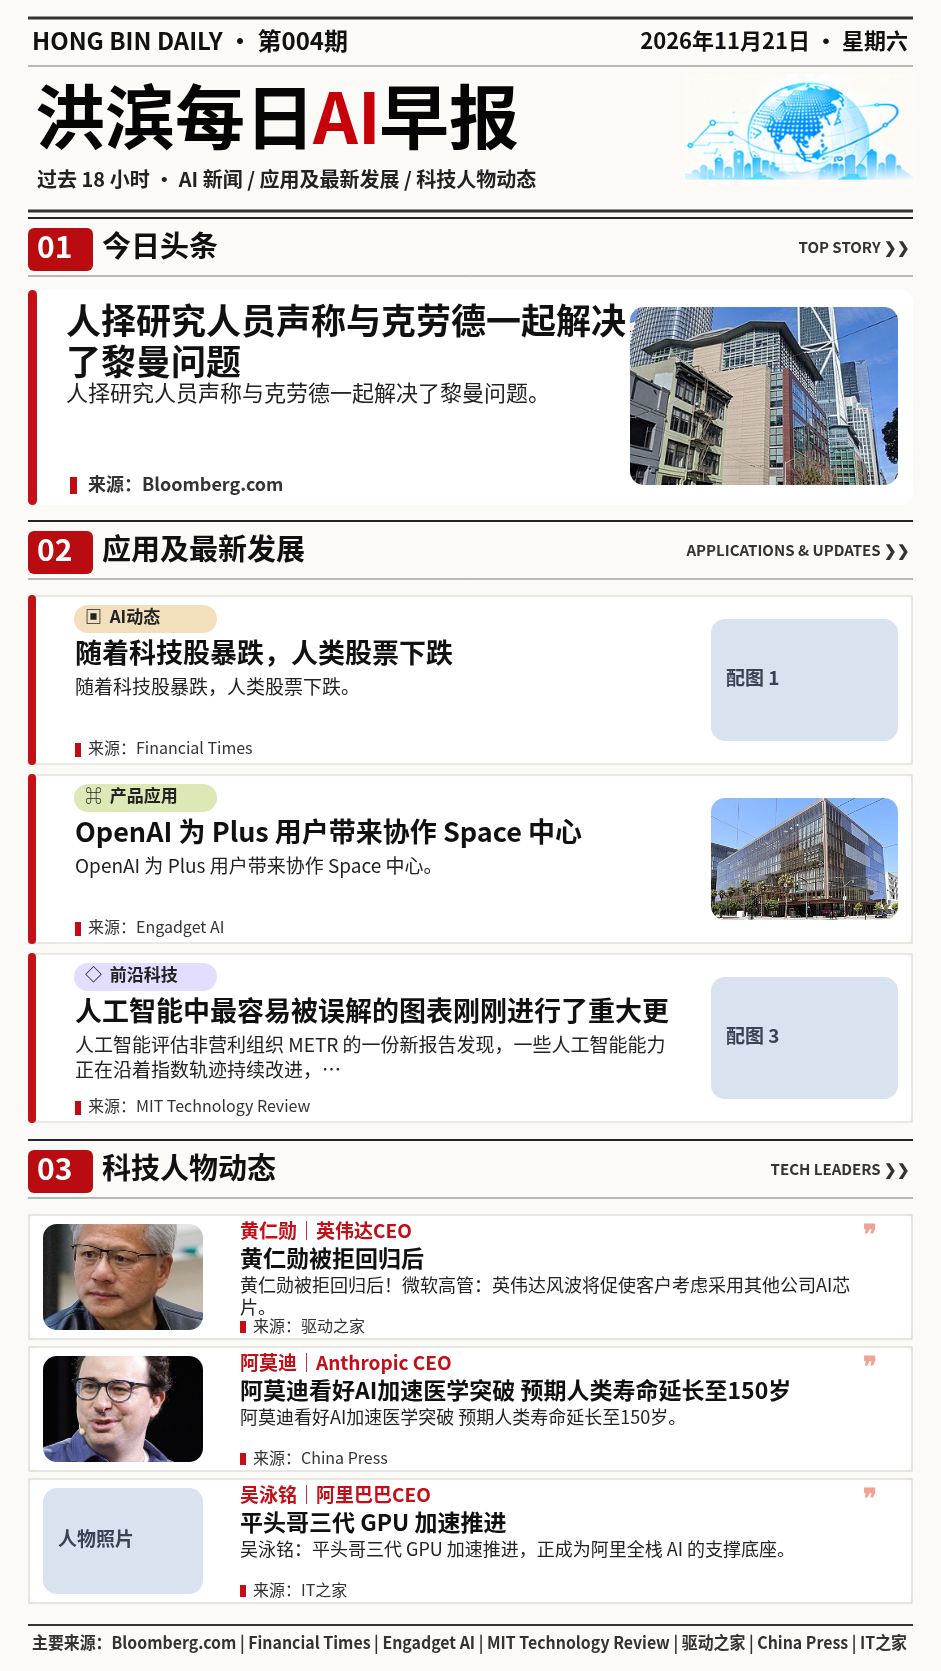 HONG BIN DAILY • 第004期
2026年11月21日 • 星期六
洪滨每日AI早报
过去 18 小时 • AI 新闻 / 应用及最新发展 / 科技人物动态
01 今日头条
TOP STORY ❯❯
人择研究人员声称与克劳德一起解决
了黎曼问题
人择研究人员声称与克劳德一起解决了黎曼问题。
来源：Bloomberg.com
02 应用及最新发展
APPLICATIONS & UPDATES ❯❯
▣ AI动态
随着科技股暴跌，人类股票下跌
随着科技股暴跌，人类股票下跌。
来源：Financial Times
配图 1
⌘ 产品应用
OpenAI 为 Plus 用户带来协作 Space 中心
OpenAI 为 Plus 用户带来协作 Space 中心。
来源：Engadget AI
◇ 前沿科技
人工智能中最容易被误解的图表刚刚进行了重大更
人工智能评估非营利组织 METR 的一份新报告发现，一些人工智能能力
正在沿着指数轨迹持续改进，…
来源：MIT Technology Review
配图 3
03 科技人物动态
TECH LEADERS ❯❯
黄仁勋｜英伟达CEO
黄仁勋被拒回归后
黄仁勋被拒回归后！微软高管：英伟达风波将促使客户考虑采用其他公司AI芯
片。
来源：驱动之家
❞
阿莫迪｜Anthropic CEO
阿莫迪看好AI加速医学突破 预期人类寿命延长至150岁
阿莫迪看好AI加速医学突破 预期人类寿命延长至150岁。
来源：China Press
❞
人物照片
吴泳铭｜阿里巴巴CEO
平头哥三代 GPU 加速推进
吴泳铭：平头哥三代 GPU 加速推进，正成为阿里全栈 AI 的支撑底座。
来源：IT之家
❞
主要来源：Bloomberg.com | Financial Times | Engadget AI | MIT Technology Review | 驱动之家 | China Press | IT之家